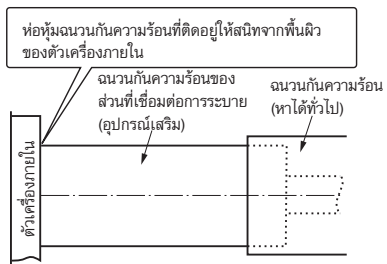 ห่อหุ้มฉนวนกันความร้อนที่ติดอยู่ให้สนิทจากพื้นผิว
ของตัวเครื่องภายใน
ฉนวนกันความร้อนของ
ส่วนที่เชื่อมต่อการระบาย
(อุปกรณ์เสริม)
ฉนวนกันความร้อน
(หาได้ทั่วไป)
ตัวเครื่องภายใน